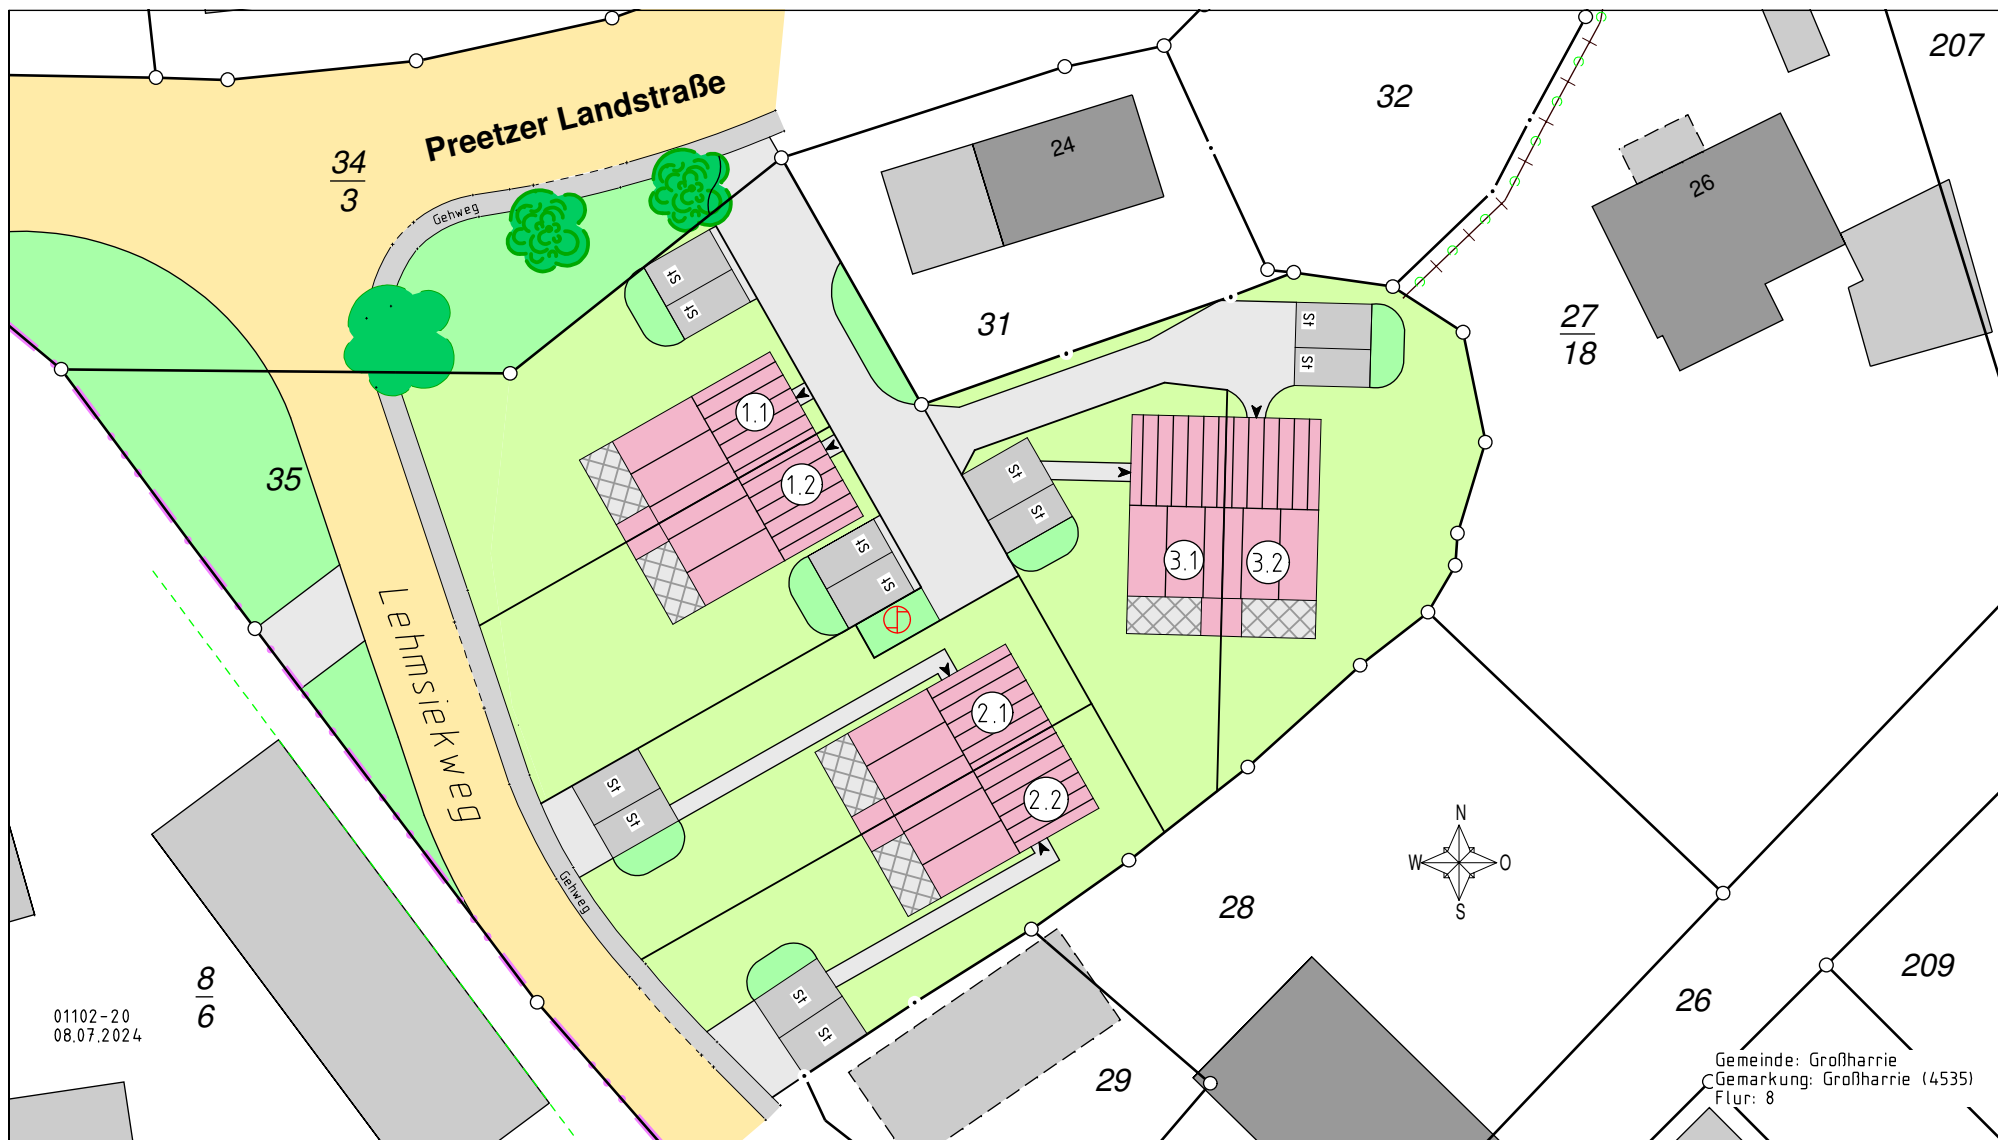 207
32
Preetzer Landstraße
34
3
24
26
Gehweg
St
St
31
27
18
St
St
1.1
35
1.2
St
St
St
St
3.1
3.2
Lehmsiekweg
2.1
St
St
2.2
N
W O
S
Gehweg
28
8
6
209
26
St
St
01102-20
08.07.2024
29
Gemeinde: Großharrie
Gemarkung: Großharrie (4535)
Flur: 8